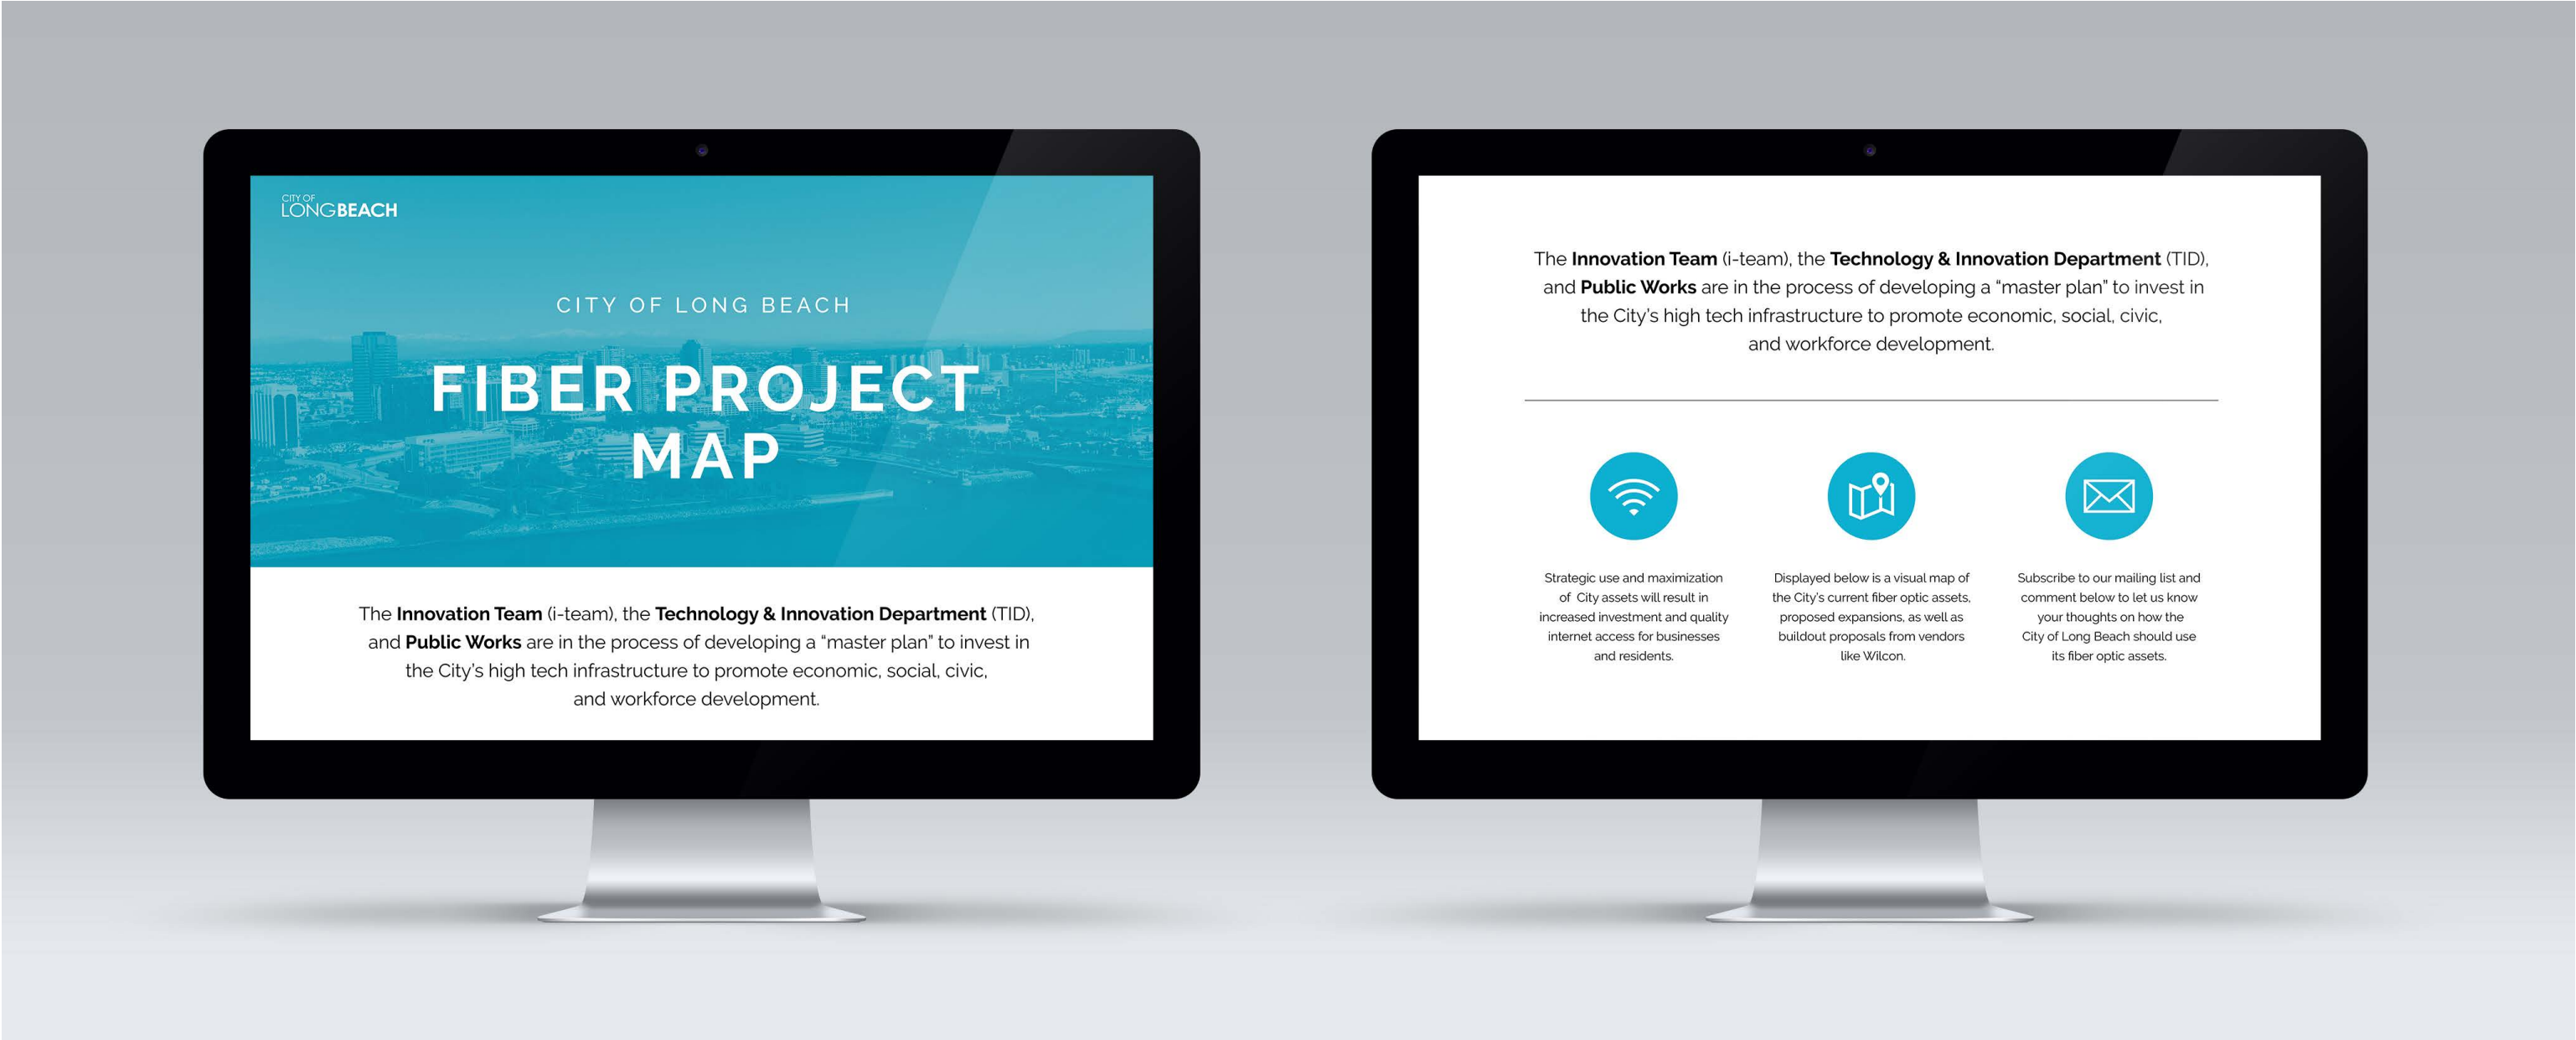 CITY OF
LONGBEACH
CITY OF LONG BEACH
FIBER PROJECT
MAP
The Innovation Team (i-team), the Technology & Innovation Department (TID),
and Public Works are in the process of developing a “master plan” to invest in
the City’s high tech infrastructure to promote economic, social, civic,
and workforce development.
The Innovation Team (i-team), the Technology & Innovation Department (TID),
and Public Works are in the process of developing a “master plan” to invest in
the City’s high tech infrastructure to promote economic, social, civic,
and workforce development.
Strategic use and maximization
of City assets will result in
increased investment and quality
internet access for businesses
and residents.
Displayed below is a visual map of
the City’s current fiber optic assets,
proposed expansions, as well as
buildout proposals from vendors
like Wilcon.
Subscribe to our mailing list and
comment below to let us know
your thoughts on how the
City of Long Beach should use
its fiber optic assets.